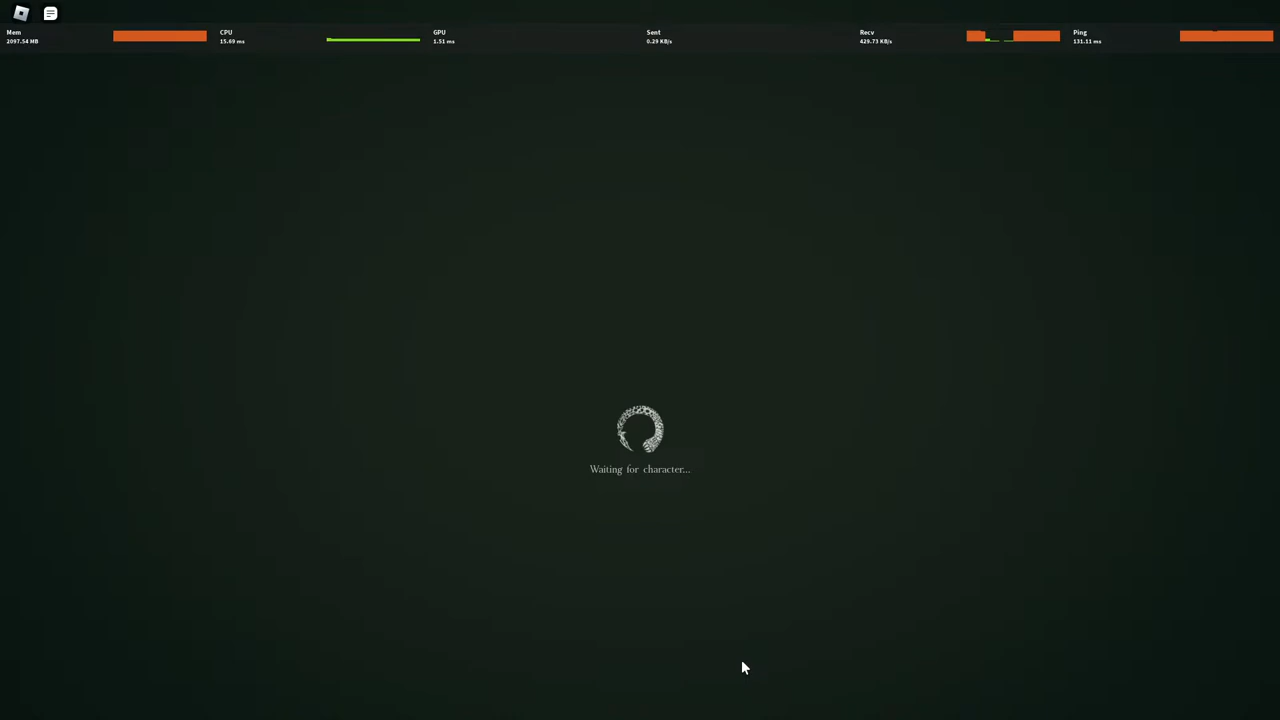 Mem
2097.54 MB
CPU
15.69 ms
GPU
1.51 ms
Sent
0.29 KB/s
Recv
429.73 KB/s
Ping
131.11 ms
Waiting for character...